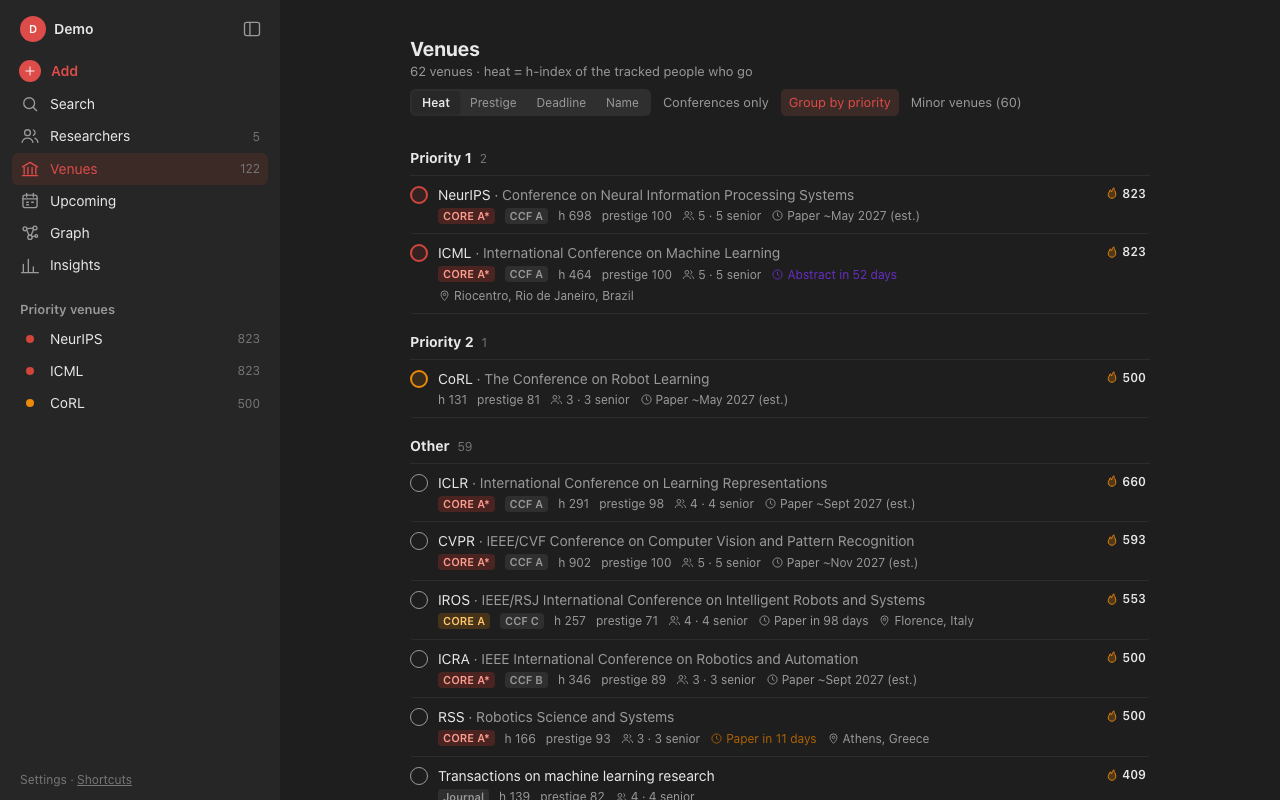 D Demo
Add
Search
Researchers 5
Venues 122
Upcoming
Graph
Insights
Priority venues
NeurIPS 823
ICML 823
CoRL 500
Settings · Shortcuts
Venues
62 venues · heat = h-index of the tracked people who go
Heat Prestige Deadline Name Conferences only Group by priority Minor venues (60)
Priority 1 2
NeurIPS · Conference on Neural Information Processing Systems 823
CORE A* CCF A h 698 prestige 100 5 · 5 senior Paper ~May 2027 (est.)
ICML · International Conference on Machine Learning 823
CORE A* CCF A h 464 prestige 100 5 · 5 senior Abstract in 52 days
Riocentro, Rio de Janeiro, Brazil
Priority 2 1
CoRL · The Conference on Robot Learning 500
h 131 prestige 81 3 · 3 senior Paper ~May 2027 (est.)
Other 59
ICLR · International Conference on Learning Representations 660
CORE A* CCF A h 291 prestige 98 4 · 4 senior Paper ~Sept 2027 (est.)
CVPR · IEEE/CVF Conference on Computer Vision and Pattern Recognition 593
CORE A* CCF A h 902 prestige 100 5 · 5 senior Paper ~Nov 2027 (est.)
IROS · IEEE/RSJ International Conference on Intelligent Robots and Systems 553
CORE A CCF C h 257 prestige 71 4 · 4 senior Paper in 98 days Florence, Italy
ICRA · IEEE International Conference on Robotics and Automation 500
CORE A* CCF B h 346 prestige 89 3 · 3 senior Paper ~Sept 2027 (est.)
RSS · Robotics Science and Systems 500
CORE A* h 166 prestige 93 3 · 3 senior Paper in 11 days Athens, Greece
Transactions on machine learning research 409
Journal h 139 prestige 82 4 · 4 senior